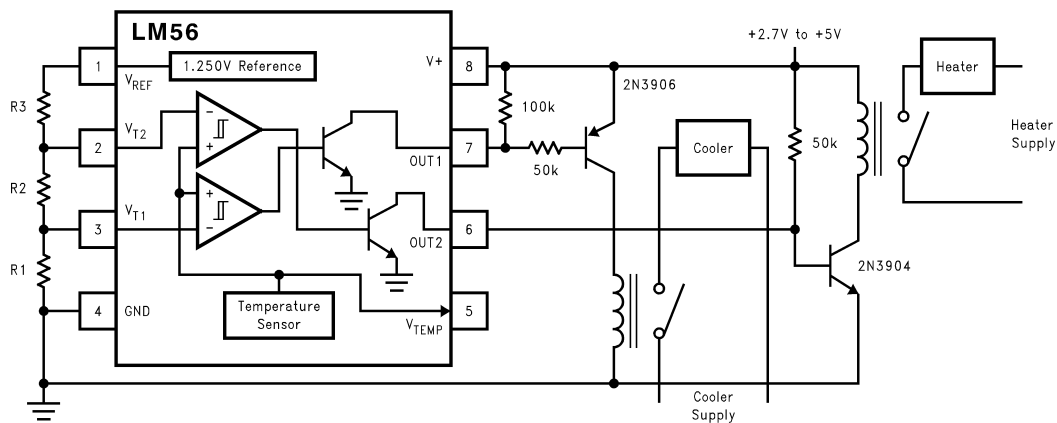 LM56
+2.7V to +5V
1
1.250V Reference
V+
8
2N3906
Heater
VREF
R3
100k
Heater
Supply
VT2
−
+
2
7
OUT1
50k
Cooler
50k
R2
VT1
+
−
3
6
OUT2
2N3904
R1
Temperature
Sensor
4
GND
5
VTEMP
Cooler
Supply